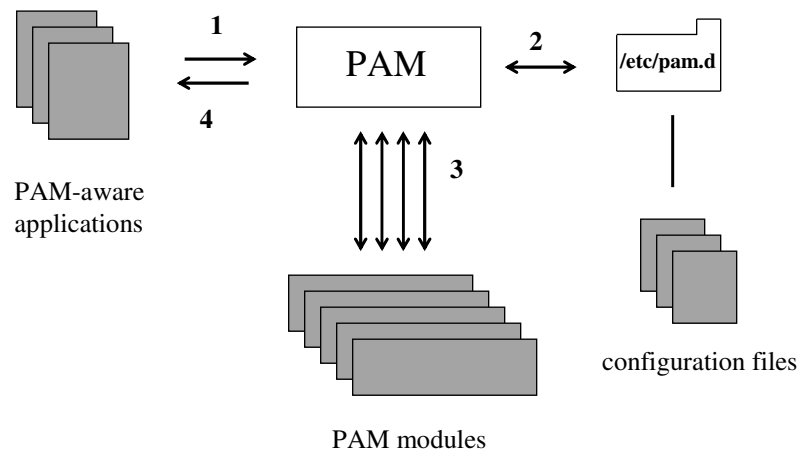 1
PAM
2
/etc/pam.d
4
3
PAM-aware
applications
configuration files
PAM modules